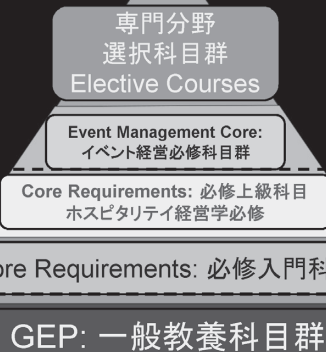 専門分野
選択科目群
Elective Courses
Event Management Core:
イベント経営必修科目群
Core Requirements: 必修上級科目
ホスピタリテイ経営学必修
ore Requirements: 必修入門科
GEP: 一般教養科目群